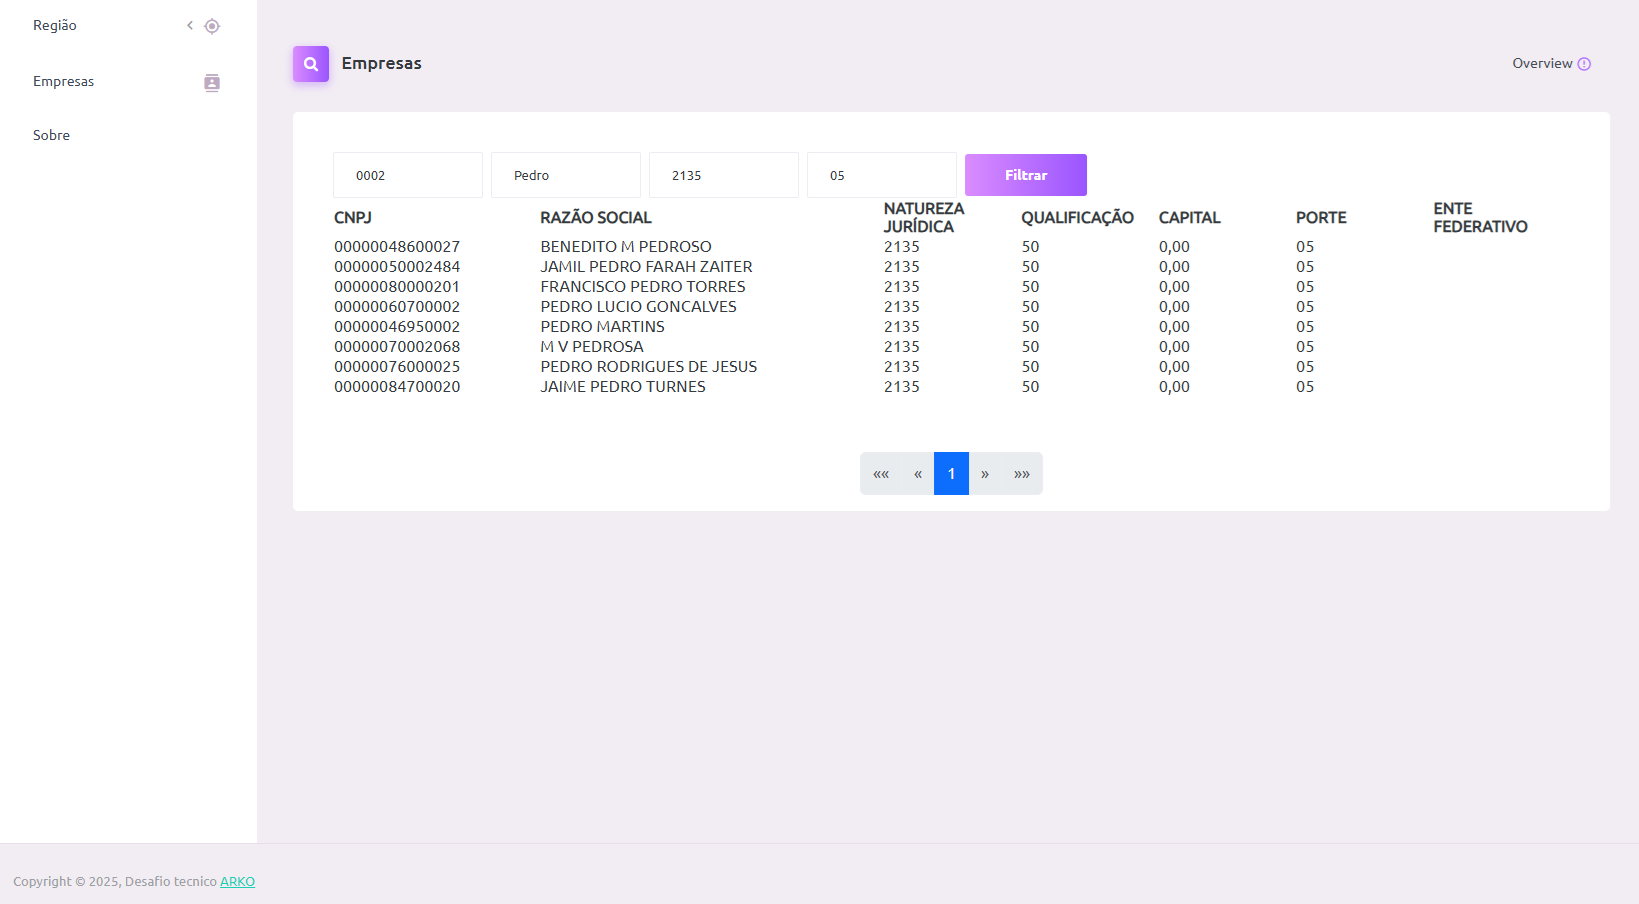 Região
Empresas
Sobre
Empresas
Overview
0002 Pedro 2135 05 Filtrar
CNPJ RAZÃO SOCIAL NATUREZA JURÍDICA QUALIFICAÇÃO CAPITAL PORTE ENTE FEDERATIVO
00000048600027 BENEDITO M PEDROSO 2135 50 0,00 05
00000050002484 JAMIL PEDRO FARAH ZAITER 2135 50 0,00 05
00000080000201 FRANCISCO PEDRO TORRES 2135 50 0,00 05
00000060700002 PEDRO LUCIO GONCALVES 2135 50 0,00 05
00000046950002 PEDRO MARTINS 2135 50 0,00 05
00000070002068 M V PEDROSA 2135 50 0,00 05
00000076000025 PEDRO RODRIGUES DE JESUS 2135 50 0,00 05
00000084700020 JAIME PEDRO TURNES 2135 50 0,00 05
«« « 1 » »»
Copyright © 2025, Desafio tecnico ARKO